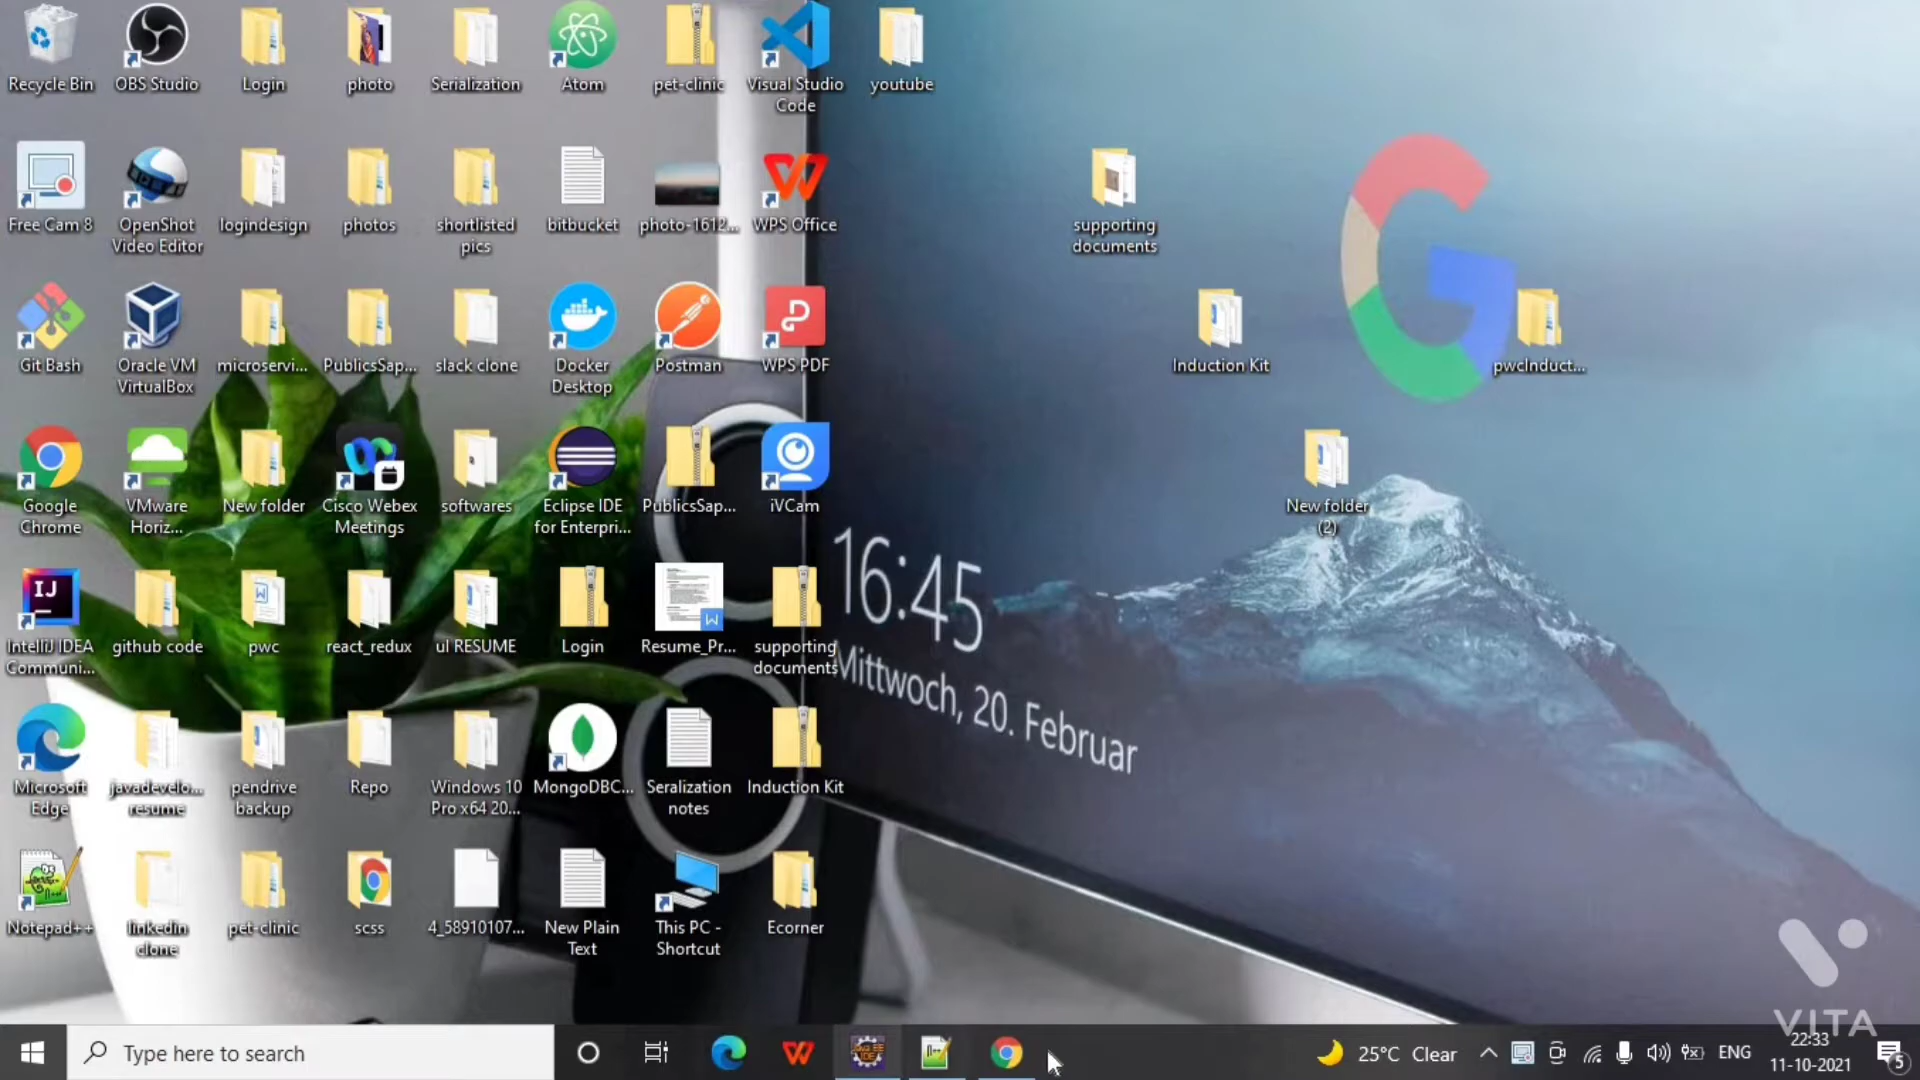 Recycle Bin
OBS Studio
Login
photo
Serialization
Atom
pet-clinic
Visual Studio
Code
youtube
Free Cam 8
OpenShot
Video Editor
logindesign
photos
shortlisted
pics
bitbucket
photo-1612...
WPS Office
supporting
documents
Git Bash
Oracle VM
VirtualBox
microservi...
PublicsSap...
slack clone
Docker
Desktop
Postman
WPS PDF
Induction Kit
pwcInduct...
Google
Chrome
VMware
Horiz...
New folder
Cisco Webex
Meetings
softwares
Eclipse IDE
for Enterpri...
PublicsSap...
iVCam
New folder
(2)
16:45
Mittwoch, 20. Februar
IJ
IntelliJ IDEA
Communi...
github code
pwc
react_redux
ul RESUME
Login
Resume_Pr...
supporting
documents
Microsoft
Edge
javadevelo...
resume
pendrive
backup
Repo
Windows 10
Pro x64 20...
MongoDBC...
Seralization
notes
Induction Kit
Notepad++
linkedin
clone
pet-clinic
scss
4_58910107...
New Plain
Text
This PC -
Shortcut
Ecorner
VITA
Type here to search
25°C Clear
ENG
22:33
11-10-2021
5